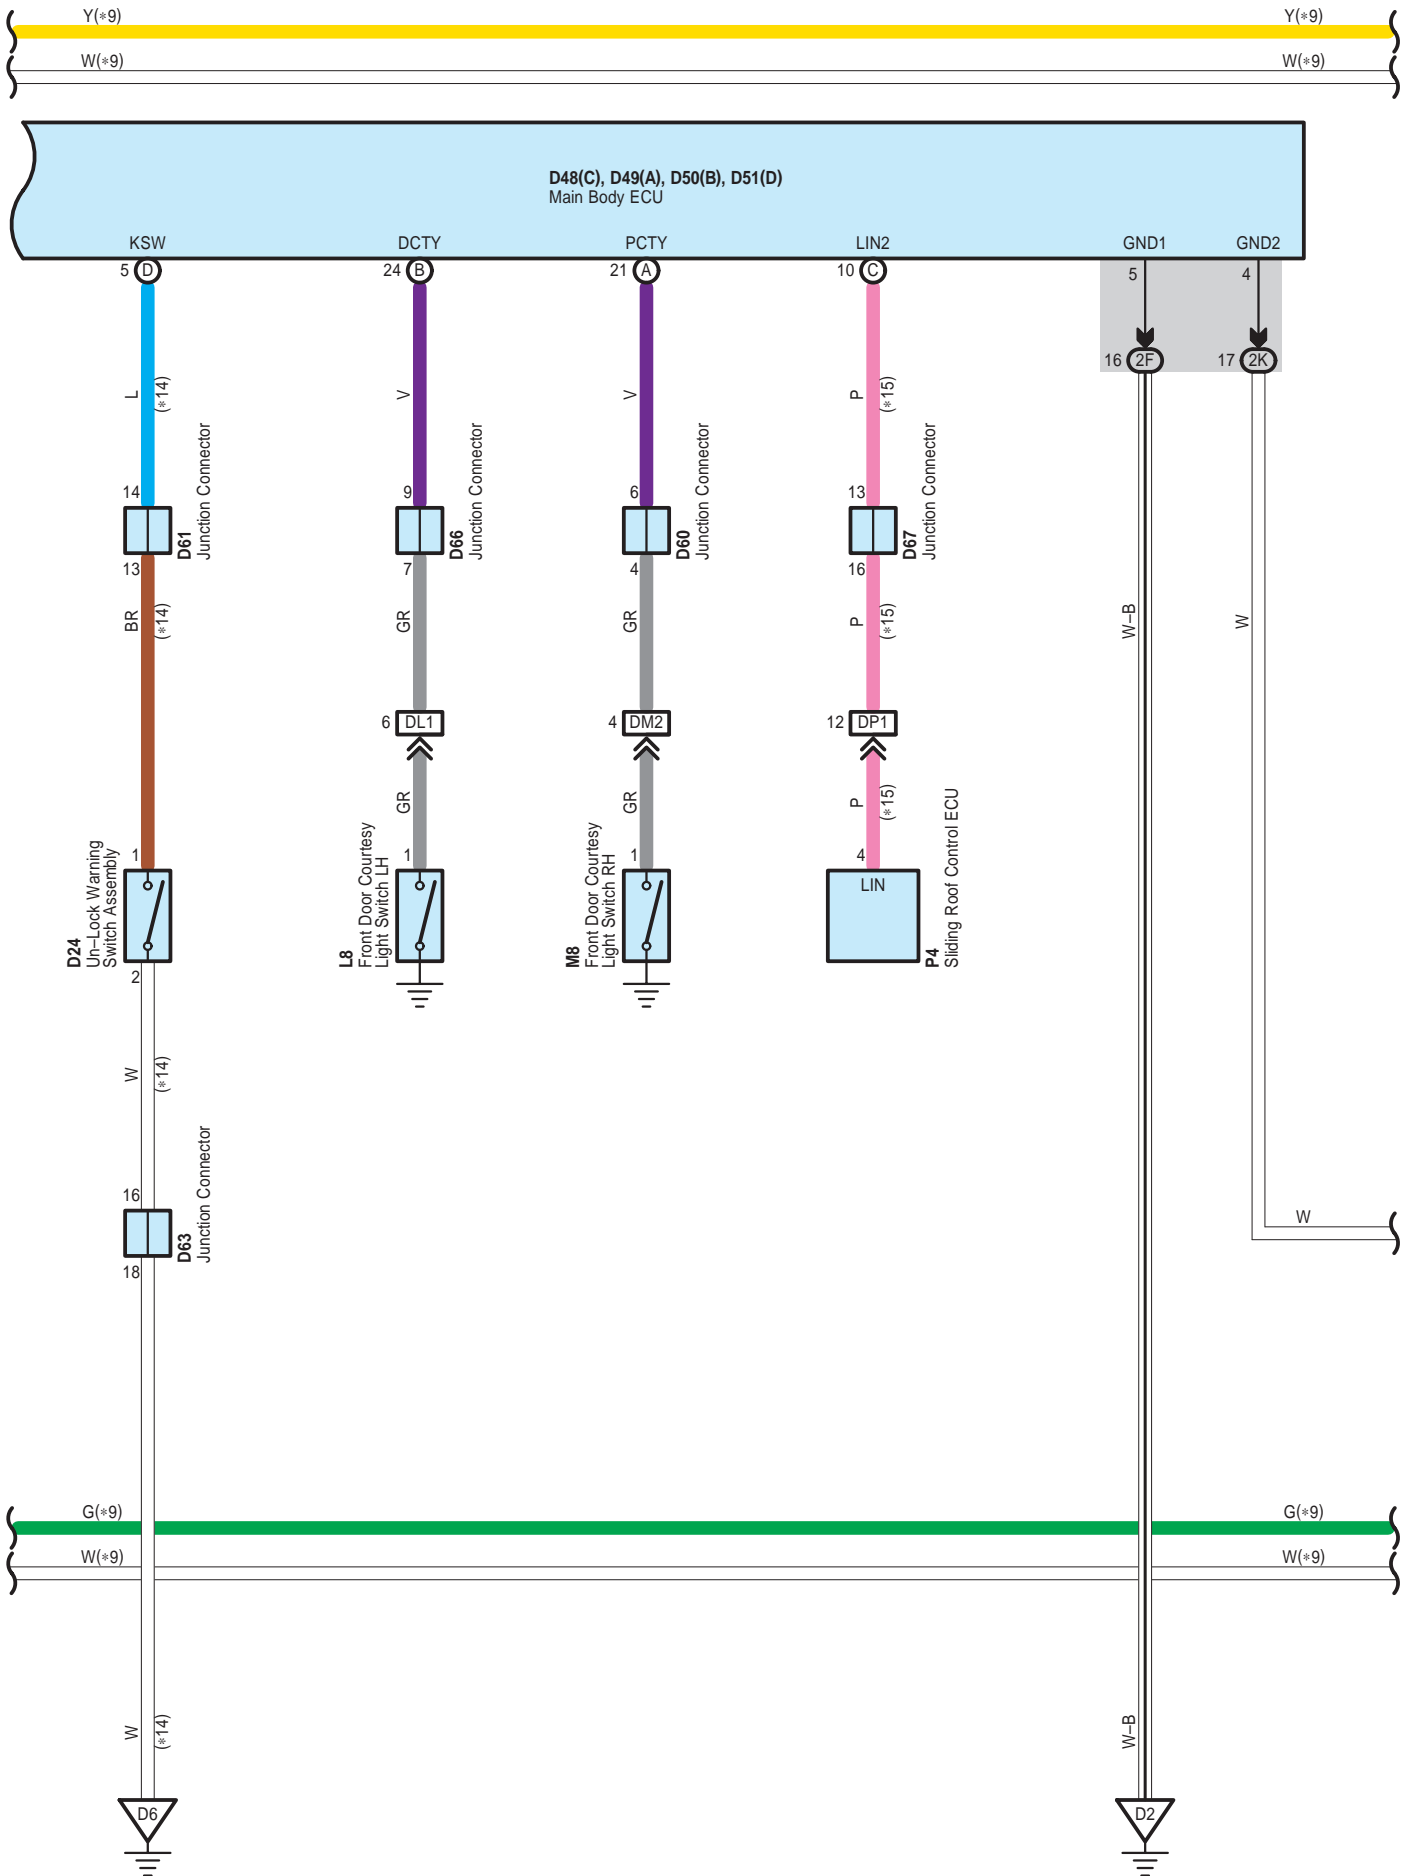 Y(*9) Y(*9)
W(*9) W(*9)
D48(C), D49(A), D50(B), D51(D)
Main Body ECU
KSW DCTY PCTY LIN2 GND1 GND2
5 D 24 B 21 A 10 C 5 4
16 2F 17 2K
L (*14) V V P (*15)
14 9 6 13
D61
Junction Connector
D66
Junction Connector
D60
Junction Connector
D67
Junction Connector
13 7 4 16
BR (*14) GR GR P (*15) W–B W
6 DL1 4 DM2 12 DP1
GR GR P (*15)
1 1 1 4
LIN
D24
Un–Lock Warning
Switch Assembly
L8
Front Door Courtesy
Light Switch LH
M8
Front Door Courtesy
Light Switch RH
P4
Sliding Roof Control ECU
2
W (*14)
16
D63
Junction Connector
18
W
G(*9) G(*9)
W(*9) W(*9)
W (*14) W–B
D6 D2